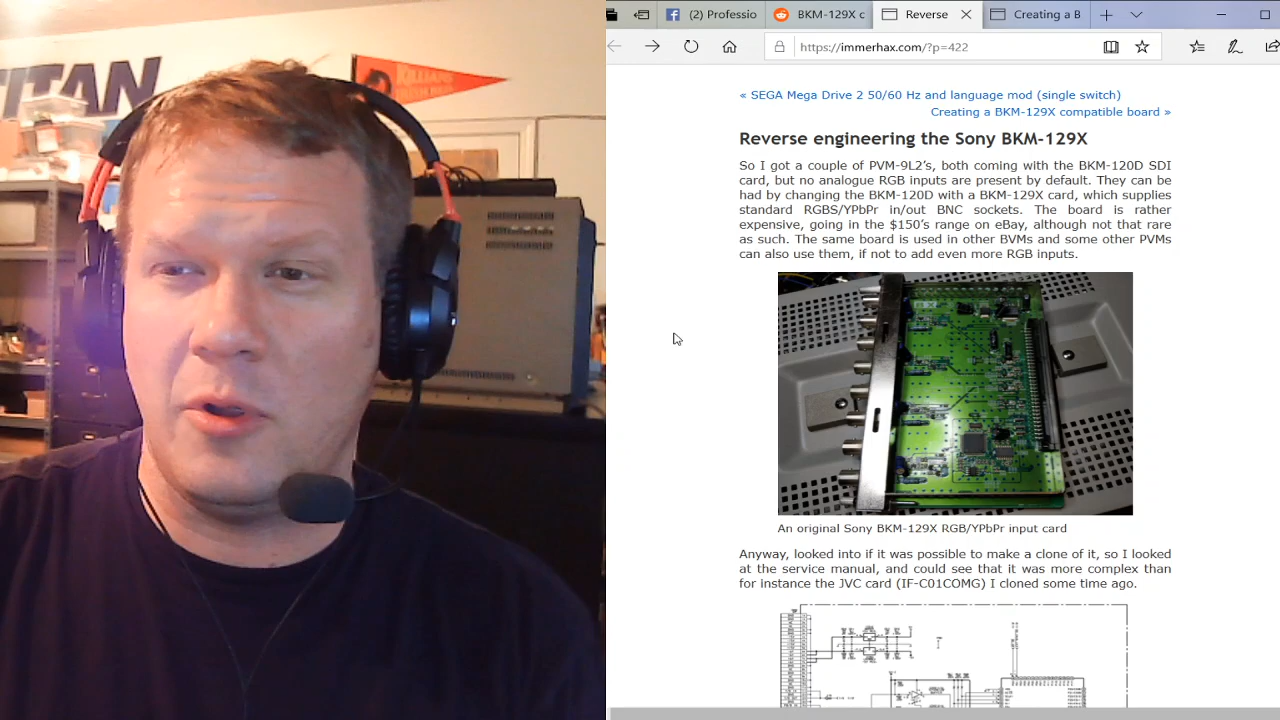 TITAN
(2) Professio
BKM-129X c
Reverse
Creating a B
https://immerhax.com/?p=422
« SEGA Mega Drive 2 50/60 Hz and language mod (single switch)
Creating a BKM-129X compatible board »
Reverse engineering the Sony BKM-129X
So I got a couple of PVM-9L2's, both coming with the BKM-120D SDI
card, but no analogue RGB inputs are present by default. They can be
had by changing the BKM-120D with a BKM-129X card, which supplies
standard RGBS/YPbPr in/out BNC sockets. The board is rather
expensive, going in the $150's range on eBay, although not that rare
as such. The same board is used in other BVMs and some other PVMs
can also use them, if not to add even more RGB inputs.
An original Sony BKM-129X RGB/YPbPr input card
Anyway, looked into if it was possible to make a clone of it, so I looked
at the service manual, and could see that it was more complex than
for instance the JVC card (IF-C01COMG) I cloned some time ago.